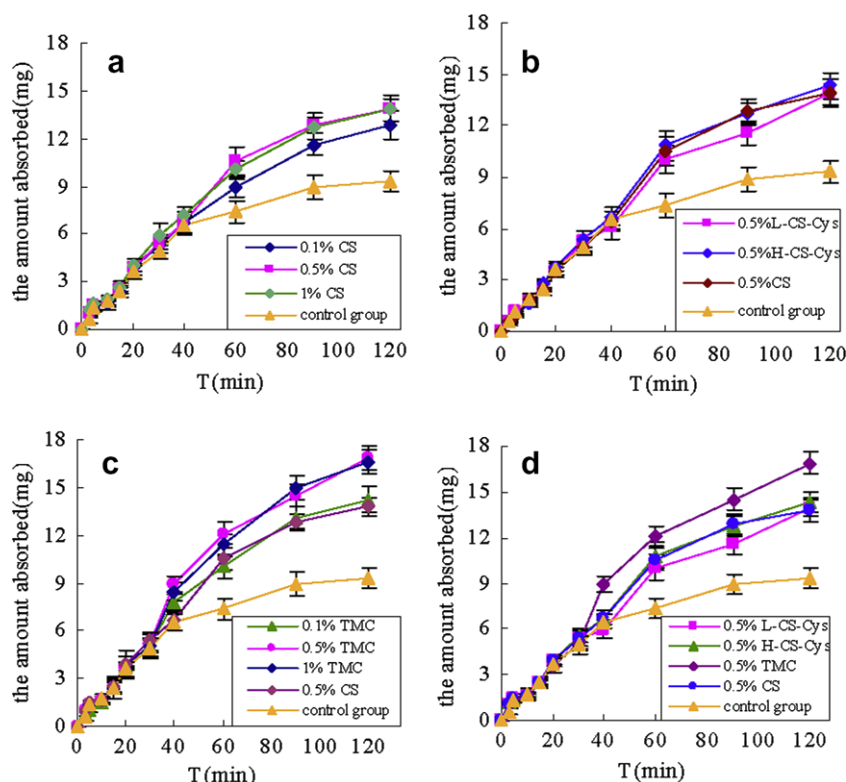 a
the amount absorbed(mg)
18
15
12
9
6
3
0
0.1% CS
0.5% CS
1% CS
control group
0 20 40 60 80 100 120
T(min)
b
the amount absorbed(mg)
18
15
12
9
6
3
0
0.5%L-CS-Cys
0.5%H-CS-Cys
0.5%CS
control group
0 20 40 60 80 100 120
T(min)
c
the amount absorbed(mg)
18
15
12
9
6
3
0
0.1% TMC
0.5% TMC
1% TMC
0.5% CS
control group
0 20 40 60 80 100 120
T(min)
d
the amount absorbed(mg)
18
15
12
9
6
3
0
0.5% L-CS-Cys
0.5% H-CS-Cys
0.5% TMC
0.5% CS
control group
0 20 40 60 80 100 120
T(min)